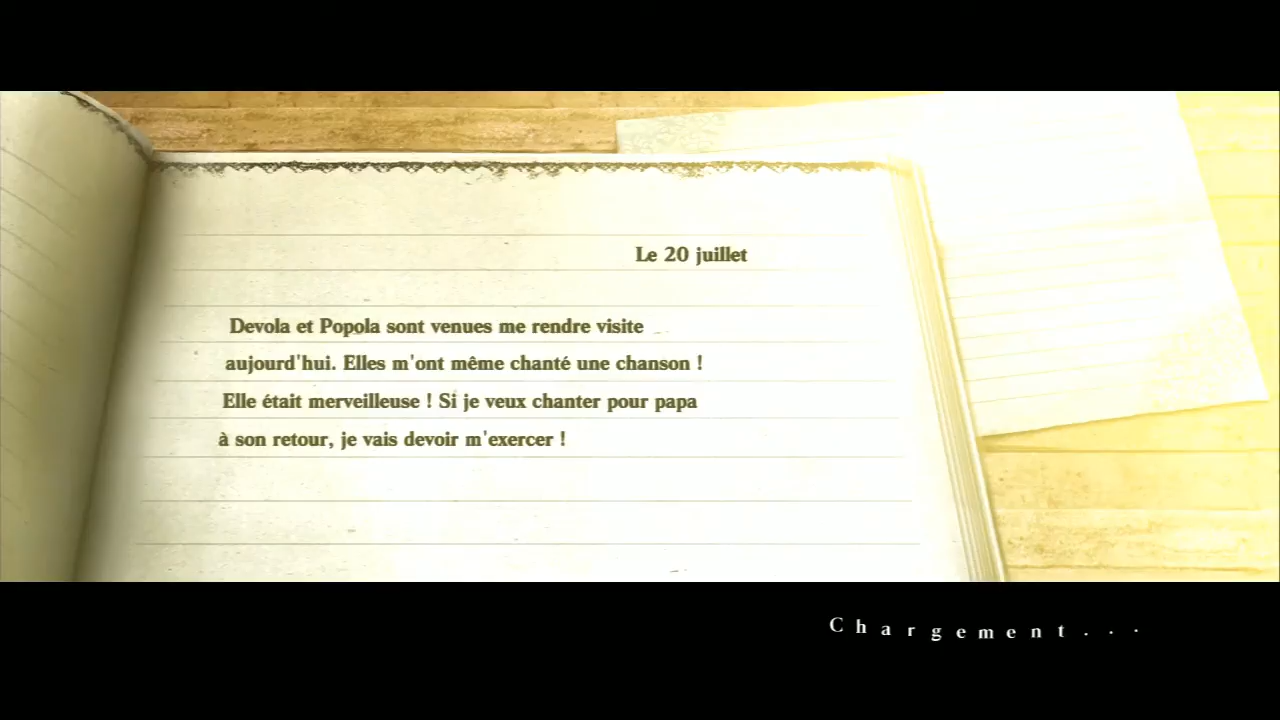 Le 20 juillet
Devola et Popola sont venues me rendre visite
aujourd'hui. Elles m'ont même chanté une chanson !
Elle était merveilleuse ! Si je veux chanter pour papa
à son retour, je vais devoir m'exercer !
Chargement...